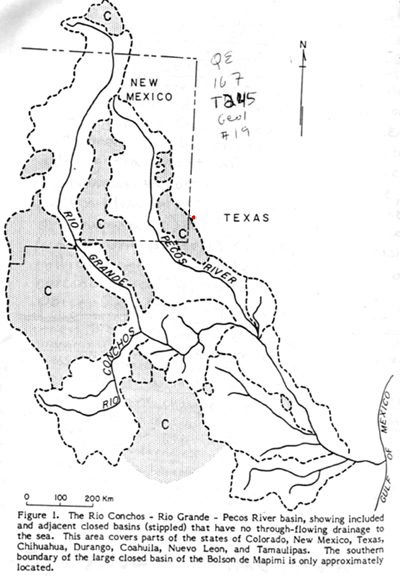 C
NEW
MEXICO
QE
167
T245
Geol
#19
N
TEXAS
RIO
GRANDE
C
C
PECOS RIVER
C
CONCHOS
RIO
C
GULF OF MEXICO
0 100 200 Km
Figure 1. The Rio Conchos - Rio Grande - Pecos River basin, showing included
and adjacent closed basins (stippled) that have no through-flowing drainage to
the sea. This area covers parts of the states of Colorado, New Mexico, Texas,
Chihuahua, Durango, Coahuila, Nuevo Leon, and Tamaulipas. The southern
boundary of the large closed basin of the Bolson de Mapimi is only approximately
located.